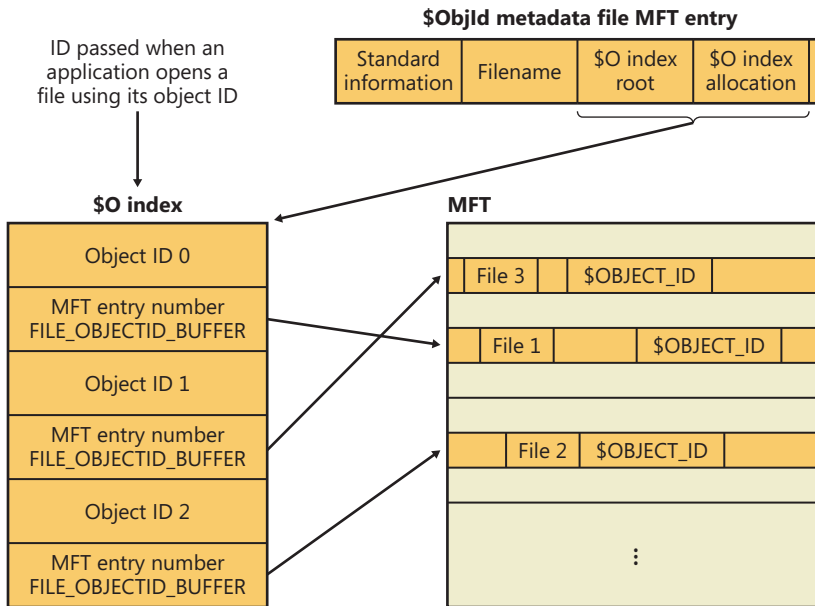 $ObjId metadata file MFT entry
ID passed when an
application opens a
file using its object ID
Standard
information
Filename
$O index
root
$O index
allocation
$O index
Object ID 0
MFT entry number
FILE_OBJECTID_BUFFER
Object ID 1
MFT entry number
FILE_OBJECTID_BUFFER
Object ID 2
MFT entry number
FILE_OBJECTID_BUFFER
MFT
File 3
$OBJECT_ID
File 1
$OBJECT_ID
File 2
$OBJECT_ID
⋮